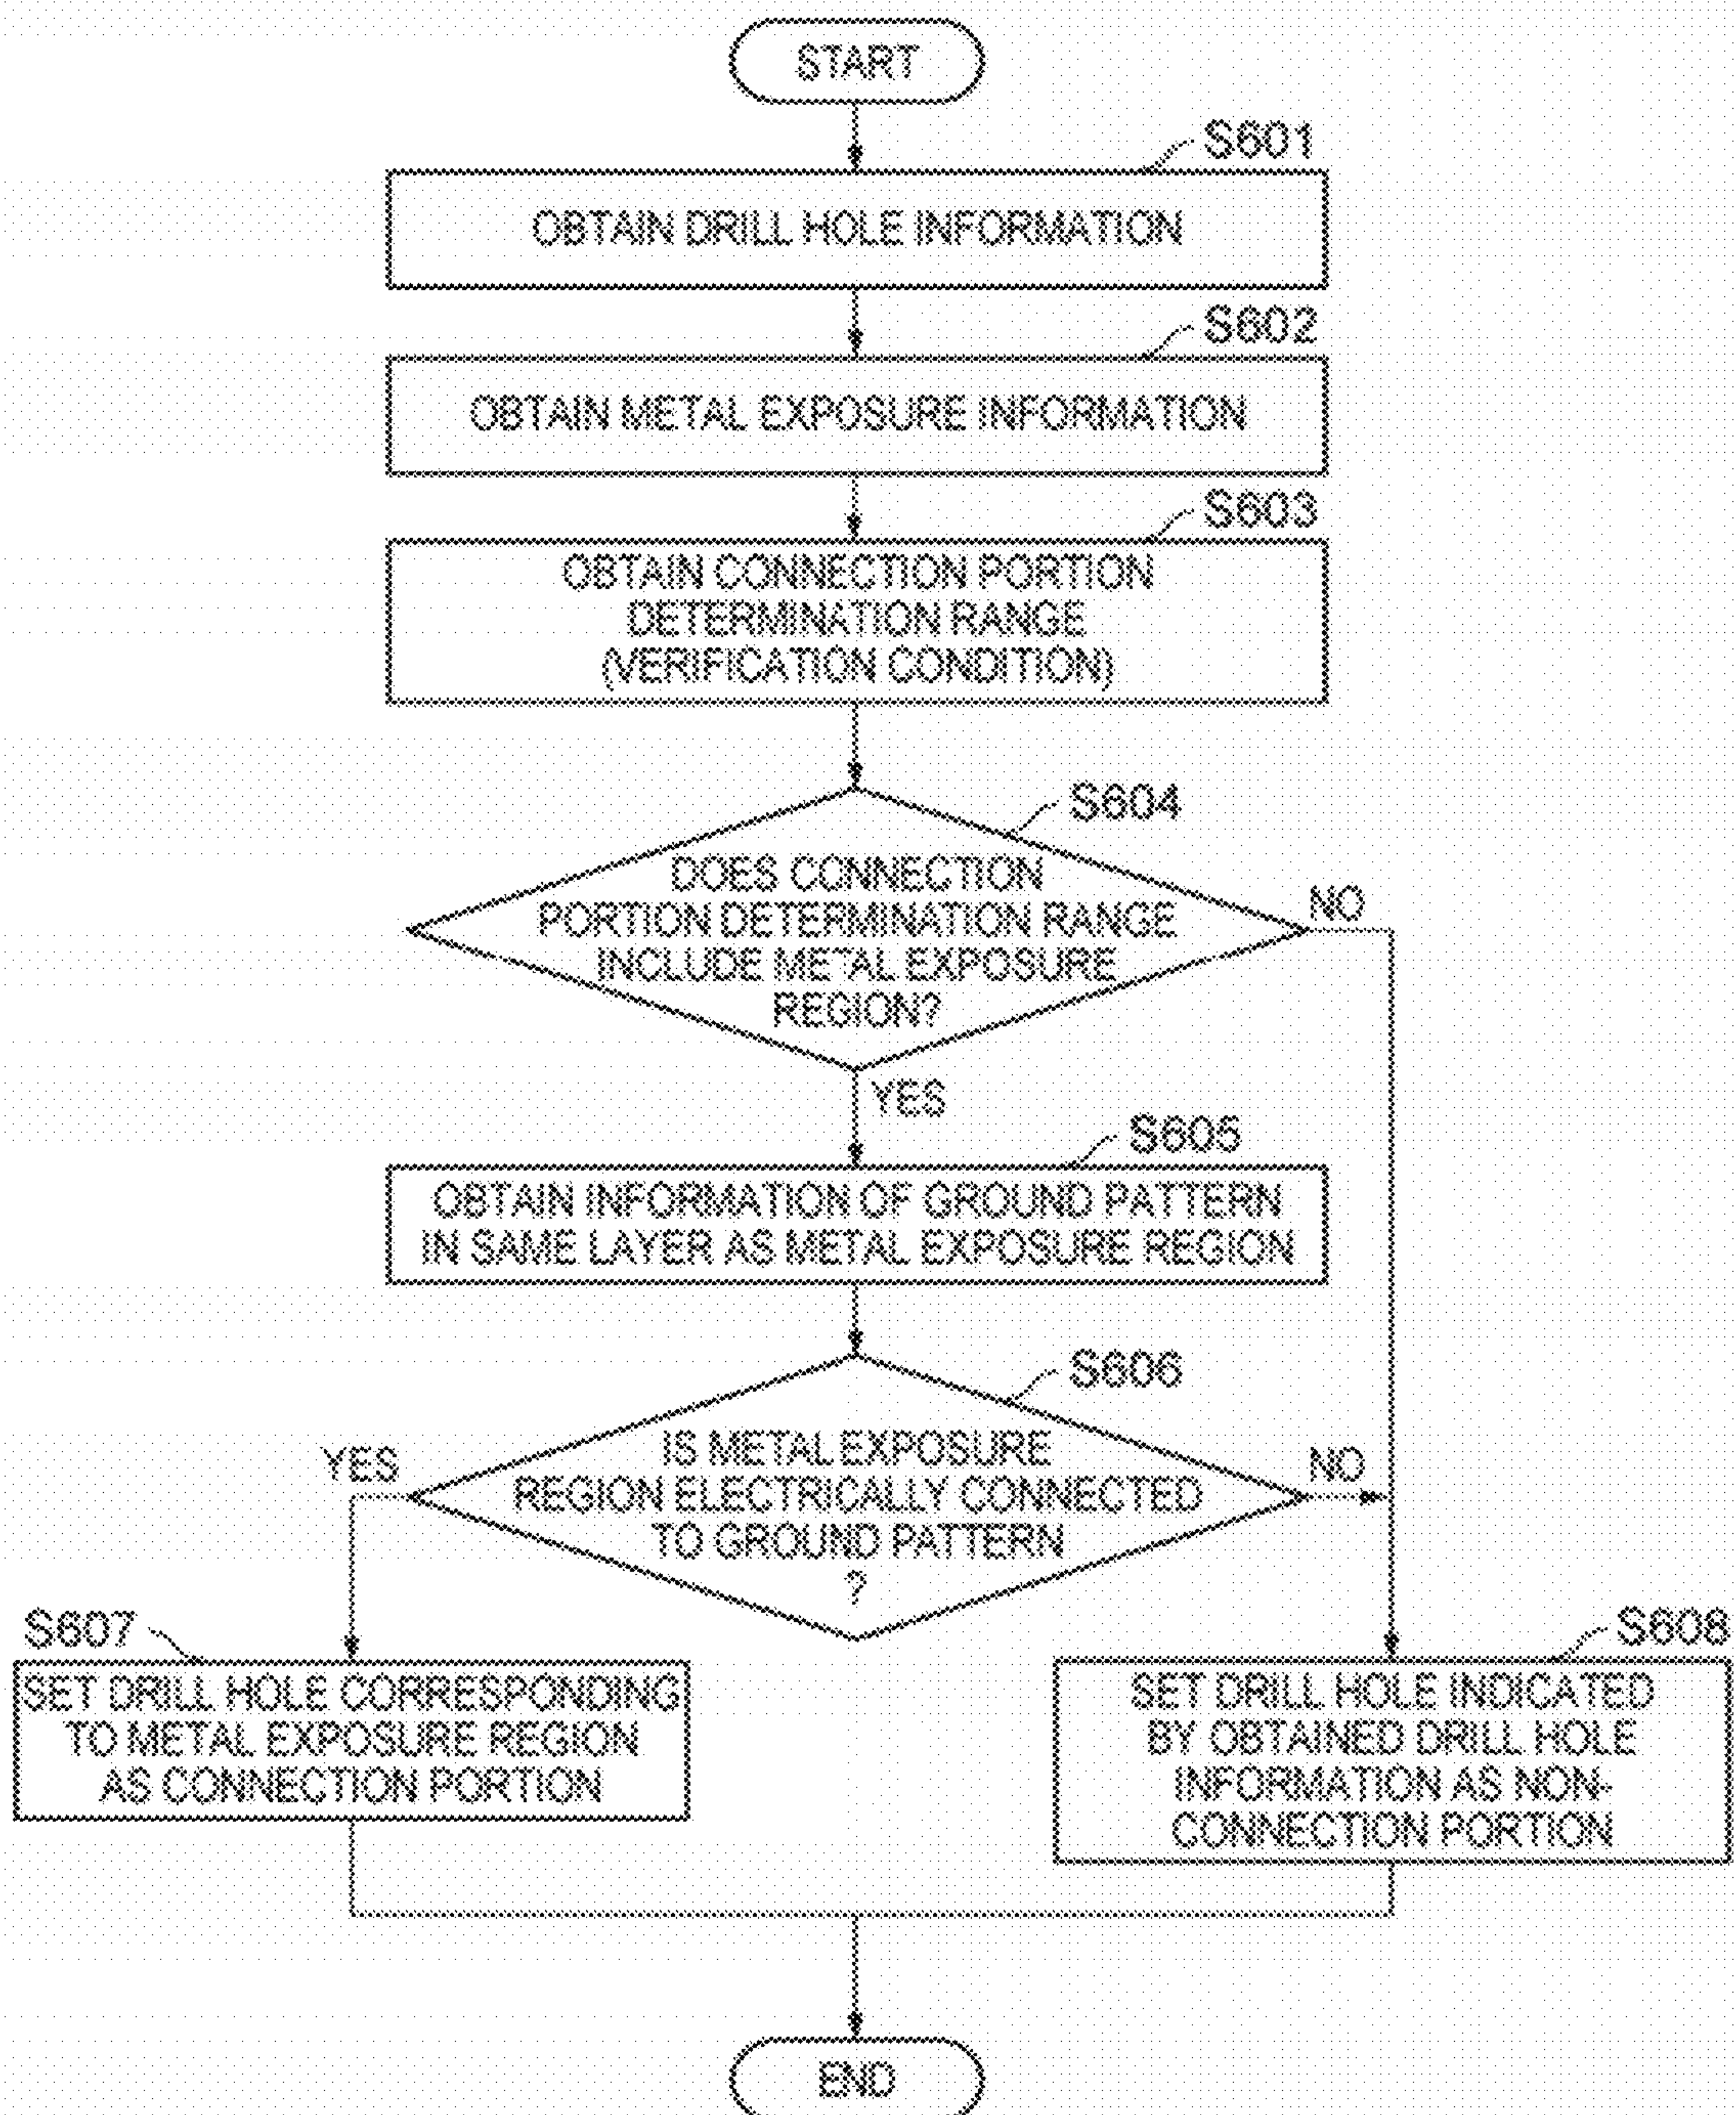 START
S601
OBTAIN DRILL HOLE INFORMATION
S602
OBTAIN METAL EXPOSURE INFORMATION
S603
OBTAIN CONNECTION PORTION
DETERMINATION RANGE
(VERIFICATION CONDITION)
S604
DOES CONNECTION
PORTION DETERMINATION RANGE
INCLUDE METAL EXPOSURE
REGION?
NO
YES
S605
OBTAIN INFORMATION OF GROUND PATTERN
IN SAME LAYER AS METAL EXPOSURE REGION
S606
IS METAL EXPOSURE
REGION ELECTRICALLY CONNECTED
TO GROUND PATTERN
?
YES
NO
S607
SET DRILL HOLE CORRESPONDING
TO METAL EXPOSURE REGION
AS CONNECTION PORTION
S608
SET DRILL HOLE INDICATED
BY OBTAINED DRILL HOLE
INFORMATION AS NON-
CONNECTION PORTION
END